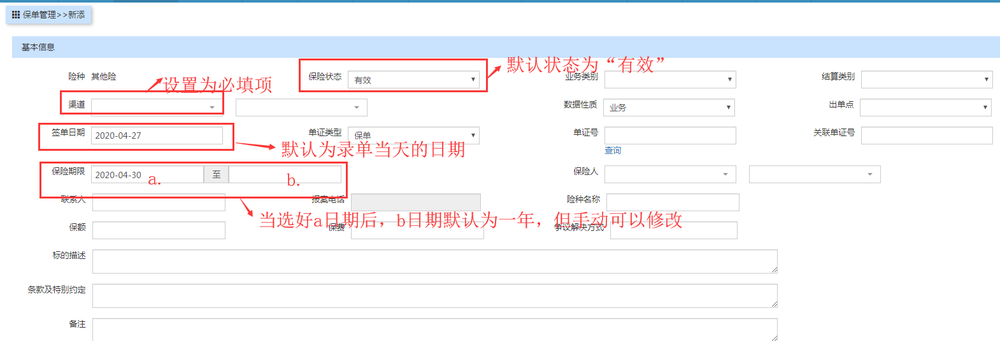 保单管理>>新添
基本信息
险种 其他险 保险状态 有效 业务类别 结算类别
默认状态为“有效”
设置为必填项
渠道 数据性质 业务 出单点
签单日期 2020-04-27 单证类型 保单 单证号 关联单证号
默认为录单当天的日期
查询
保险期限 2020-04-30 a. 至 b. 保险人
联系人 报案电话 险种名称
当选好a日期后，b日期默认为一年，但手动可以修改
保额 保费 争议解决方式
标的描述
条款及特别约定
备注